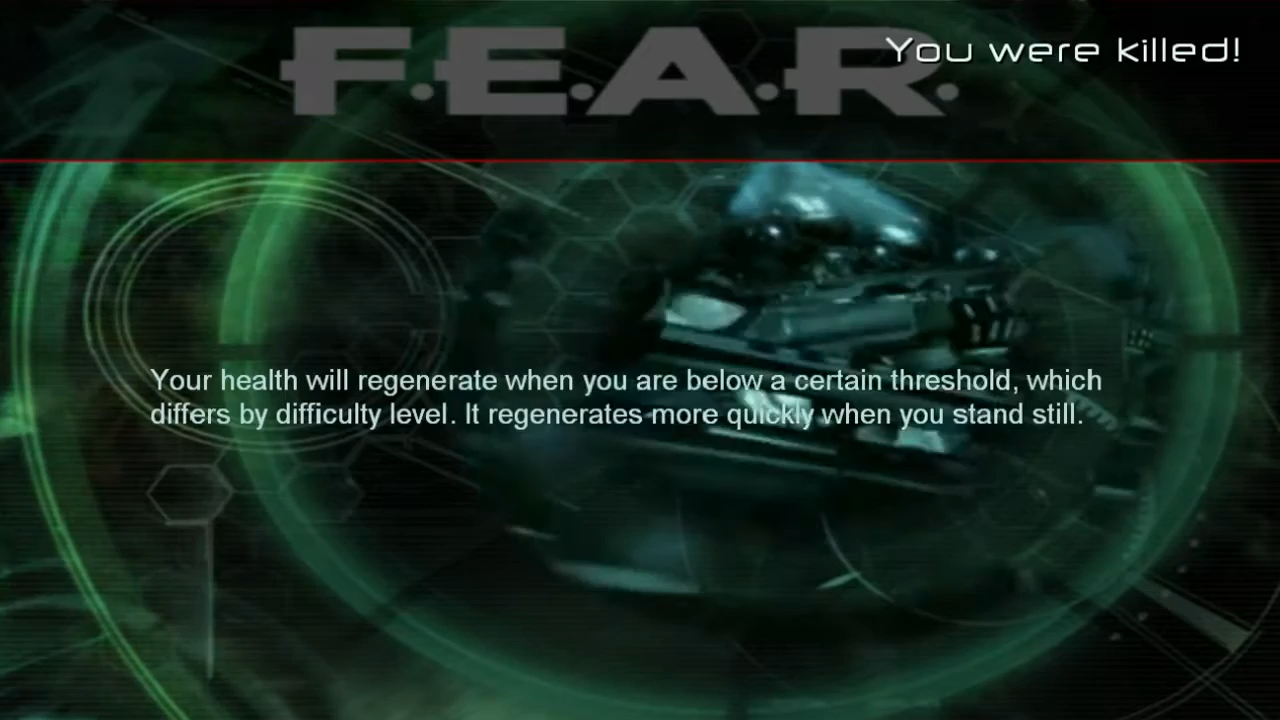 F.E.A.R.
You were killed!
Your health will regenerate when you are below a certain threshold, which
differs by difficulty level. It regenerates more quickly when you stand still.